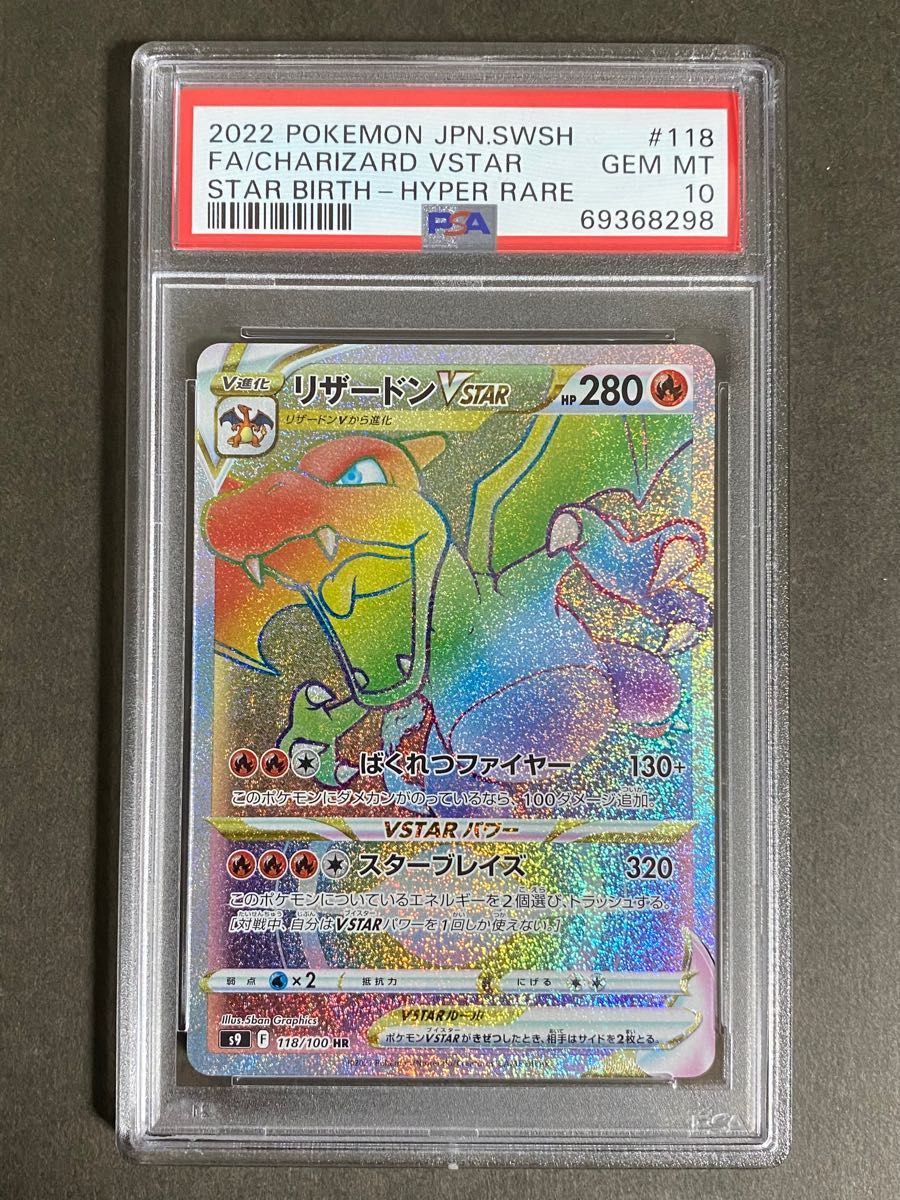 2022 POKEMON JPN.SWSH #118
FA/CHARIZARD VSTAR GEM MT
STAR BIRTH-HYPER RARE 10
PSA 69368298
V進化 リザードンVSTAR HP280
リザードンVから進化
ばくれつファイヤー 130+
このポケモンにダメカンがのっているなら、100ダメージ追加。
VSTARパワー
スターブレイズ 320
このポケモンについているエネルギーを2個選び、トラッシュする。
[対戦中、自分はVSTARパワーを1回しか使えない。]
弱点 ×2 抵抗力 にげる
Illus.5ban Graphics
VSTARルール
s9 F 118/100 HR
ポケモンVSTARがきぜつしたとき、相手はサイドを2枚とる。